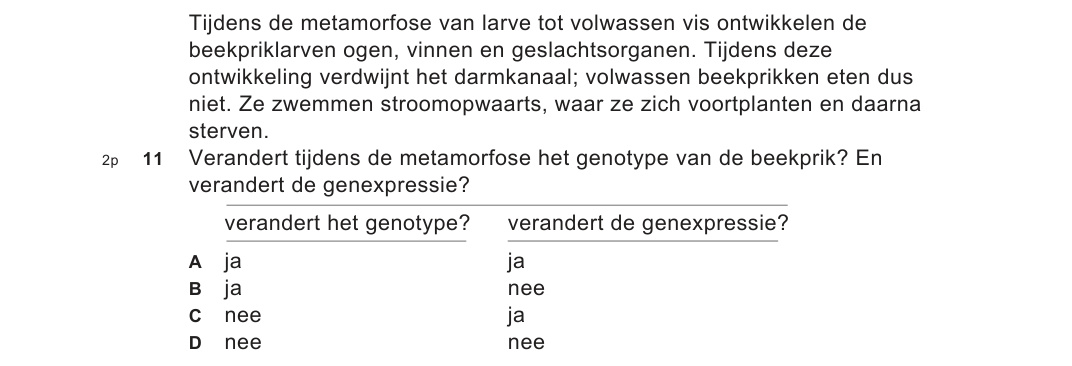 Tijdens de metamorfose van larve tot volwassen vis ontwikkelen de
beekpriklarven ogen, vinnen en geslachtsorganen. Tijdens deze
ontwikkeling verdwijnt het darmkanaal; volwassen beekprikken eten dus
niet. Ze zwemmen stroomopwaarts, waar ze zich voortplanten en daarna
sterven.
2p 11 Verandert tijdens de metamorfose het genotype van de beekprik? En
verandert de genexpressie?
verandert het genotype? verandert de genexpressie?
A ja ja
B ja nee
C nee ja
D nee nee